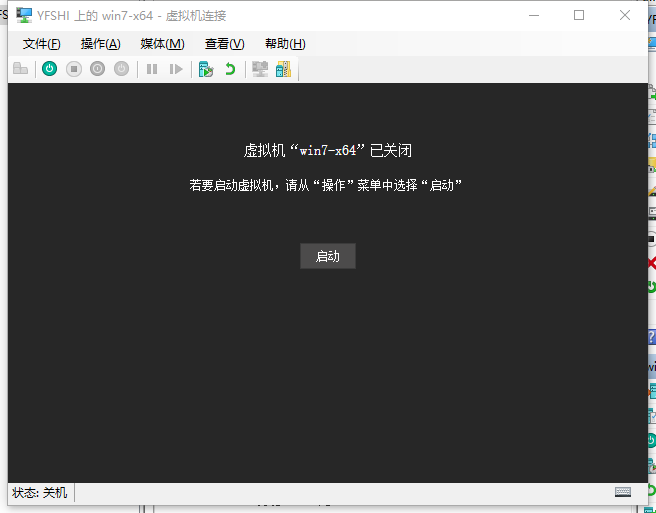 YFSHI 上的 win7-x64 - 虚拟机连接
文件(F) 操作(A) 媒体(M) 查看(V) 帮助(H)
虚拟机“win7-x64”已关闭
若要启动虚拟机，请从“操作”菜单中选择“启动”
启动
状态: 关机